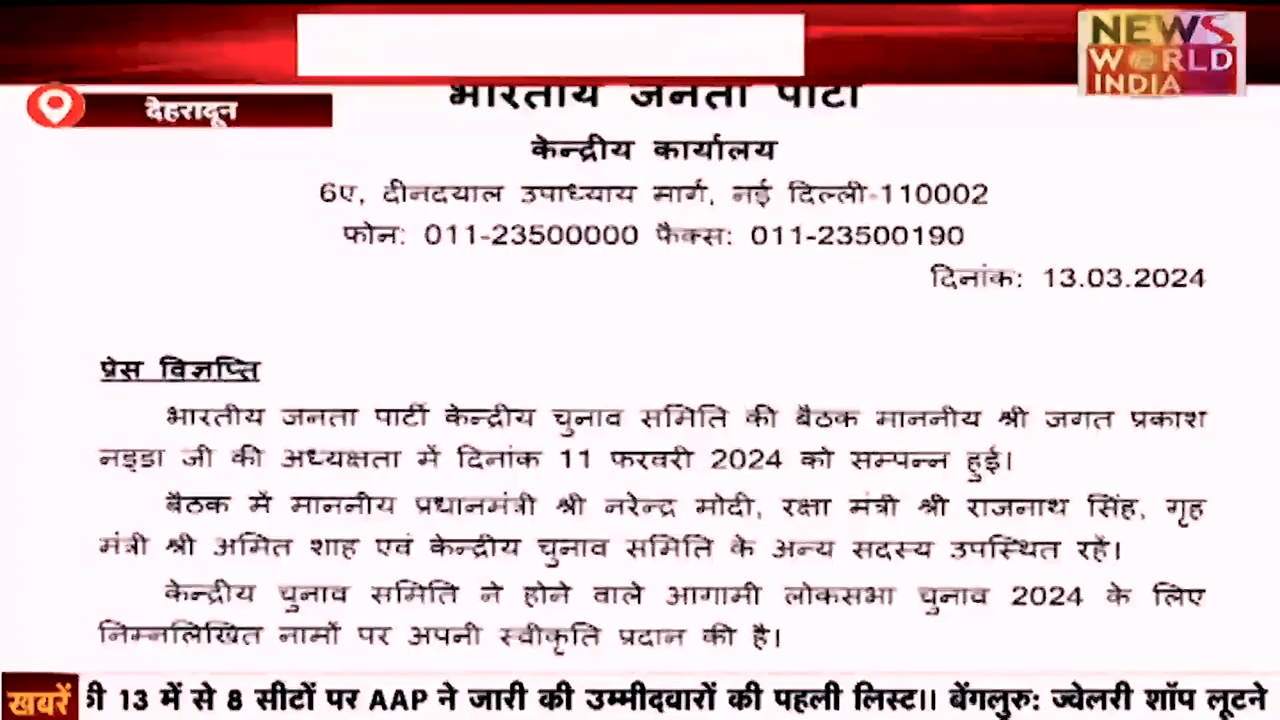 NEWS
WORLD
INDIA
देहरादून
भारतीय जनता पार्टी
केन्द्रीय कार्यालय
6ए, दीनदयाल उपाध्याय मार्ग, नई दिल्ली-110002
फोन: 011-23500000 फैक्स: 011-23500190
दिनांक: 13.03.2024
प्रेस विज्ञप्ति
भारतीय जनता पार्टी केन्द्रीय चुनाव समिति की बैठक माननीय श्री जगत प्रकाश
नड्डा जी की अध्यक्षता में दिनांक 11 फरवरी 2024 को सम्पन्न हुई।
बैठक में माननीय प्रधानमंत्री श्री नरेन्द्र मोदी, रक्षा मंत्री श्री राजनाथ सिंह, गृह
मंत्री श्री अमित शाह एवं केन्द्रीय चुनाव समिति के अन्य सदस्य उपस्थित रहें।
केन्द्रीय चुनाव समिति ने होने वाले आगामी लोकसभा चुनाव 2024 के लिए
निम्नलिखित नामों पर अपनी स्वीकृति प्रदान की है।
खबरें की 13 में से 8 सीटों पर AAP ने जारी की उम्मीदवारों की पहली लिस्ट।। बेंगलुरु: ज्वेलरी शॉप लूटने